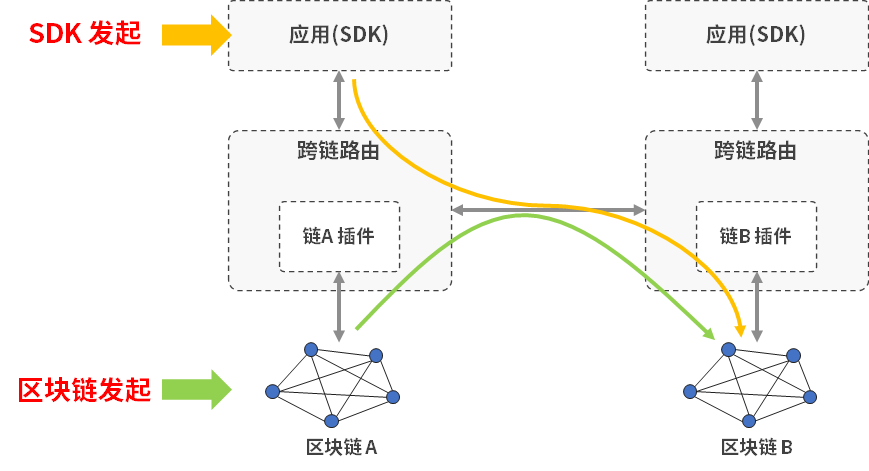 SDK 发起
应用(SDK)
应用(SDK)
跨链路由
跨链路由
链A 插件
链B 插件
区块链发起
区块链 A
区块链 B